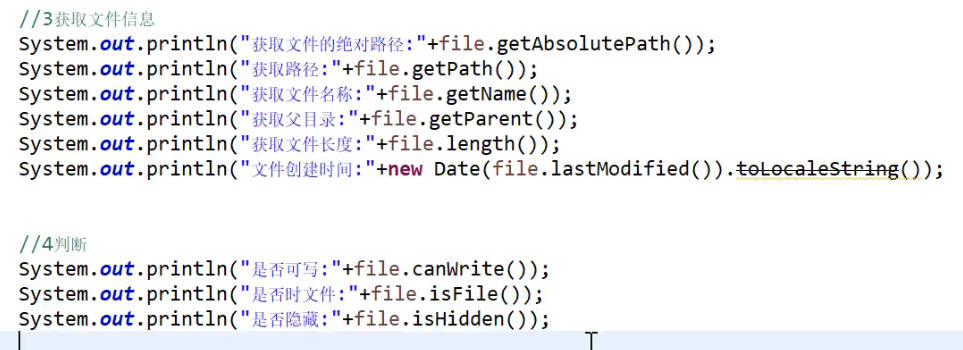 //3获取文件信息
System.out.println("获取文件的绝对路径:"+file.getAbsolutePath());
System.out.println("获取路径:"+file.getPath());
System.out.println("获取文件名称:"+file.getName());
System.out.println("获取父目录:"+file.getParent());
System.out.println("获取文件长度:"+file.length());
System.out.println("文件创建时间:"+new Date(file.lastModified()).toLocaleString());
//4判断
System.out.println("是否可写:"+file.canWrite());
System.out.println("是否时文件:"+file.isFile());
System.out.println("是否隐藏:"+file.isHidden());